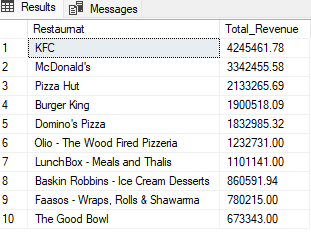 Results Messages
Restaurnat Total_Revenue
1 KFC 4245461.78
2 McDonald's 3342455.58
3 Pizza Hut 2133265.69
4 Burger King 1900518.09
5 Domino's Pizza 1832985.32
6 Olio - The Wood Fired Pizzeria 1232731.00
7 LunchBox - Meals and Thalis 1101141.00
8 Baskin Robbins - Ice Cream Desserts 860591.94
9 Faasos - Wraps, Rolls & Shawarma 780215.00
10 The Good Bowl 673343.00